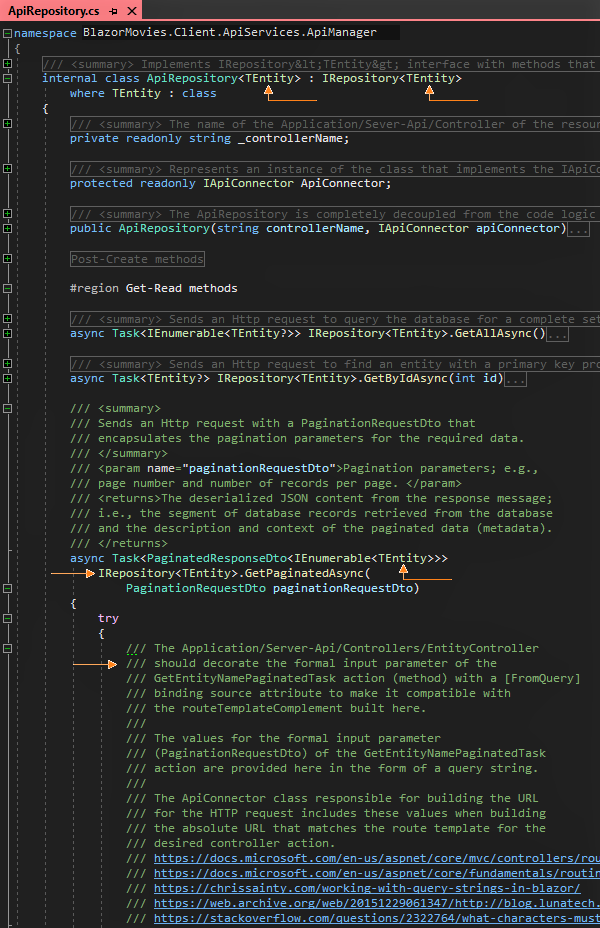 ApiRepository.cs
namespace BlazorMovies.Client.ApiServices.ApiManager
{
/// <summary> Implements IRepository&lt;TEntity&gt; interface with methods that
internal class ApiRepository<TEntity> : IRepository<TEntity>
where TEntity : class
{
/// <summary> The name of the Application/Sever-Api/Controller of the resou
private readonly string _controllerName;
/// <summary> Represents an instance of the class that implements the IApiCo
protected readonly IApiConnector ApiConnector;
/// <summary> The ApiRepository is completely decoupled from the code logic
public ApiRepository(string controllerName, IApiConnector apiConnector)...
Post-Create methods
#region Get-Read methods
/// <summary> Sends an Http request to query the database for a complete set
async Task<IEnumerable<TEntity?>> IRepository<TEntity>.GetAllAsync()...
/// <summary> Sends an Http request to find an entity with a primary key pro
async Task<TEntity?> IRepository<TEntity>.GetByIdAsync(int id)...
/// <summary>
/// Sends an Http request with a PaginationRequestDto that
/// encapsulates the pagination parameters for the required data.
/// </summary>
/// <param name="paginationRequestDto">Pagination parameters; e.g.,
/// page number and number of records per page. </param>
/// <returns>The deserialized JSON content from the response message;
/// i.e., the segment of database records retrieved from the database
/// and the description and context of the paginated data (metadata).
/// </returns>
async Task<PaginatedResponseDto<IEnumerable<TEntity>>>
IRepository<TEntity>.GetPaginatedAsync(
PaginationRequestDto paginationRequestDto)
{
try
{
/// The Application/Server-Api/Controllers/EntityController
/// should decorate the formal input parameter of the
/// GetEntityNamePaginatedTask action (method) with a [FromQuery]
/// binding source attribute to make it compatible with
/// the routeTemplateComplement built here.
///
/// The values for the formal input parameter
/// (PaginationRequestDto) of the GetEntityNamePaginatedTask
/// action are provided here in the form of a query string.
///
/// The ApiConnector class responsible for building the URL
/// for the HTTP request includes these values when building
/// the absolute URL that matches the route template for the
/// desired controller action.
/// https://docs.microsoft.com/en-us/aspnet/core/mvc/controllers/rou
/// https://docs.microsoft.com/en-us/aspnet/core/fundamentals/routin
/// https://chrissainty.com/working-with-query-strings-in-blazor/
/// https://web.archive.org/web/20151229061347/http://blog.lunatech.
/// https://stackoverflow.com/questions/2322764/what-characters-must